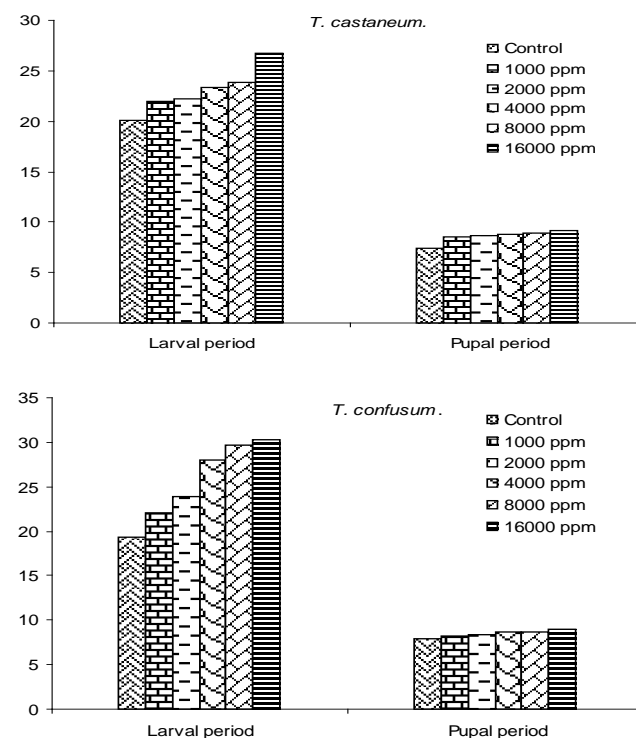 T. castaneum.
30
25
20
15
10
5
0
Control
1000 ppm
2000 ppm
4000 ppm
8000 ppm
16000 ppm
Larval period
Pupal period
T. confusum.
35
30
25
20
15
10
5
0
Control
1000 ppm
2000 ppm
4000 ppm
8000 ppm
16000 ppm
Larval period
Pupal period